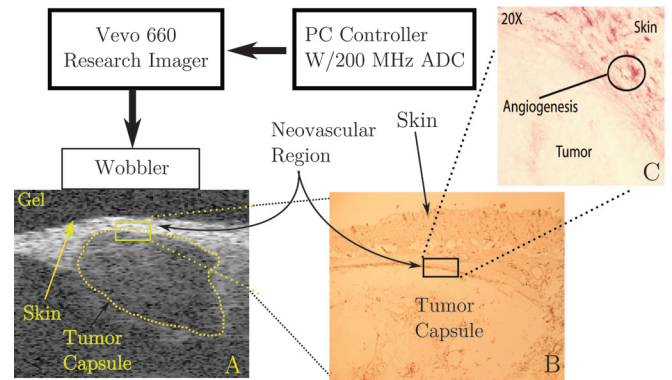 Vevo 660
Research Imager
PC Controller
W/200 MHz ADC
20X
Skin
Angiogenesis
Tumor
C
Wobbler
Neovascular
Region
Skin
Gel
Skin
Tumor
Capsule
A
Tumor
Capsule
B